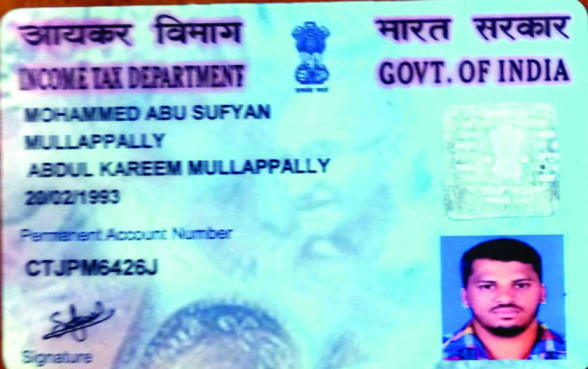 आयकर विभाग
भारत सरकार
INCOME TAX DEPARTMENT
GOVT. OF INDIA
MOHAMMED ABU SUFYAN
MULLAPPALLY
ABDUL KAREEM MULLAPPALLY
20/02/1993
Permanent Account Number
CTJPM6426J
Signature